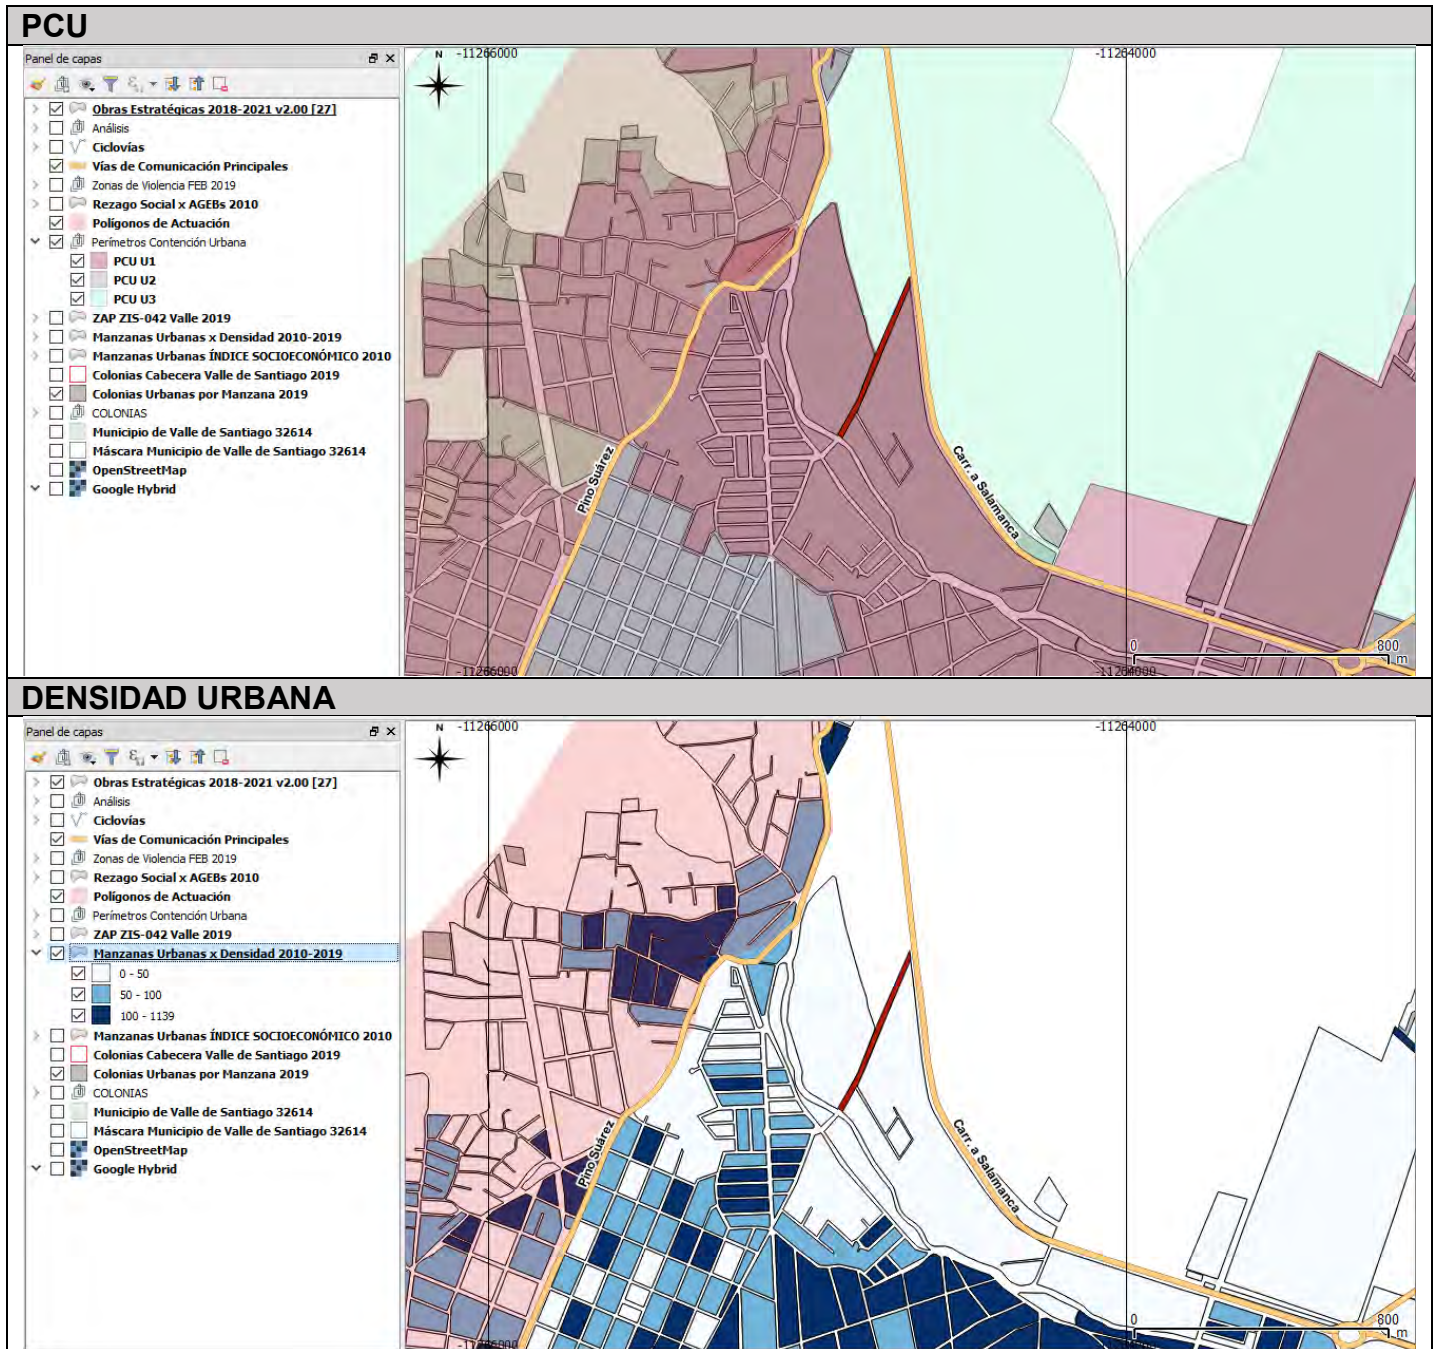 PCU
Panel de capas
Obras Estratégicas 2018-2021 v2.00 [27]
Análisis
Ciclovías
Vías de Comunicación Principales
Zonas de Violencia FEB 2019
Rezago Social x AGEBs 2010
Polígonos de Actuación
Perímetros Contención Urbana
PCU U1
PCU U2
PCU U3
ZAP ZIS-042 Valle 2019
Manzanas Urbanas x Densidad 2010-2019
Manzanas Urbanas ÍNDICE SOCIOECONÓMICO 2010
Colonias Cabecera Valle de Santiago 2019
Colonias Urbanas por Manzana 2019
COLONIAS
Municipio de Valle de Santiago 32614
Máscara Municipio de Valle de Santiago 32614
OpenStreetMap
Google Hybrid
N
-11266000
-11264000
Pino Suárez
Carr. a Salamanca
0
800
m
-11266000
-11264000
DENSIDAD URBANA
Panel de capas
Obras Estratégicas 2018-2021 v2.00 [27]
Análisis
Ciclovías
Vías de Comunicación Principales
Zonas de Violencia FEB 2019
Rezago Social x AGEBs 2010
Polígonos de Actuación
Perímetros Contención Urbana
ZAP ZIS-042 Valle 2019
Manzanas Urbanas x Densidad 2010-2019
0 - 50
50 - 100
100 - 1139
Manzanas Urbanas ÍNDICE SOCIOECONÓMICO 2010
Colonias Cabecera Valle de Santiago 2019
Colonias Urbanas por Manzana 2019
COLONIAS
Municipio de Valle de Santiago 32614
Máscara Municipio de Valle de Santiago 32614
OpenStreetMap
Google Hybrid
N
-11266000
-11264000
Pino Suárez
Carr. a Salamanca
0
800
m
-11266000